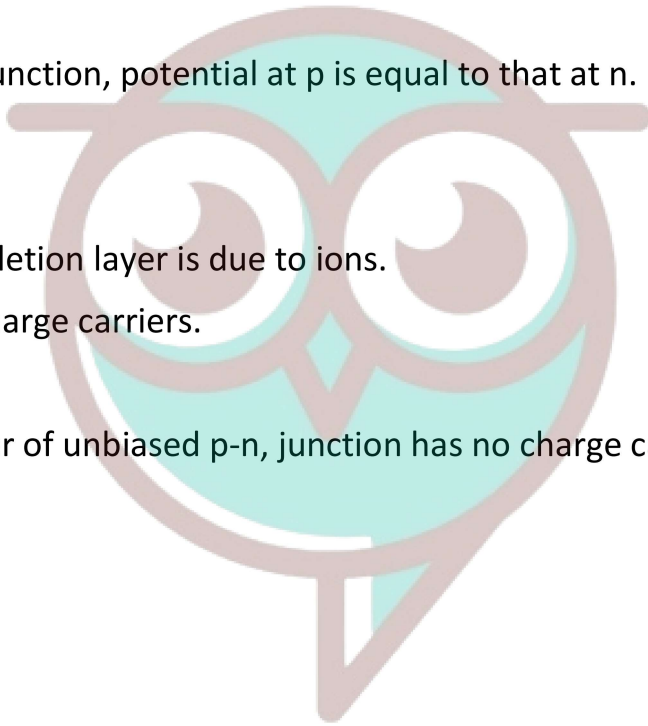 unction, potential at p is equal to that at n.
letion layer is due to ions.
arge carriers.
r of unbiased p-n, junction has no charge c